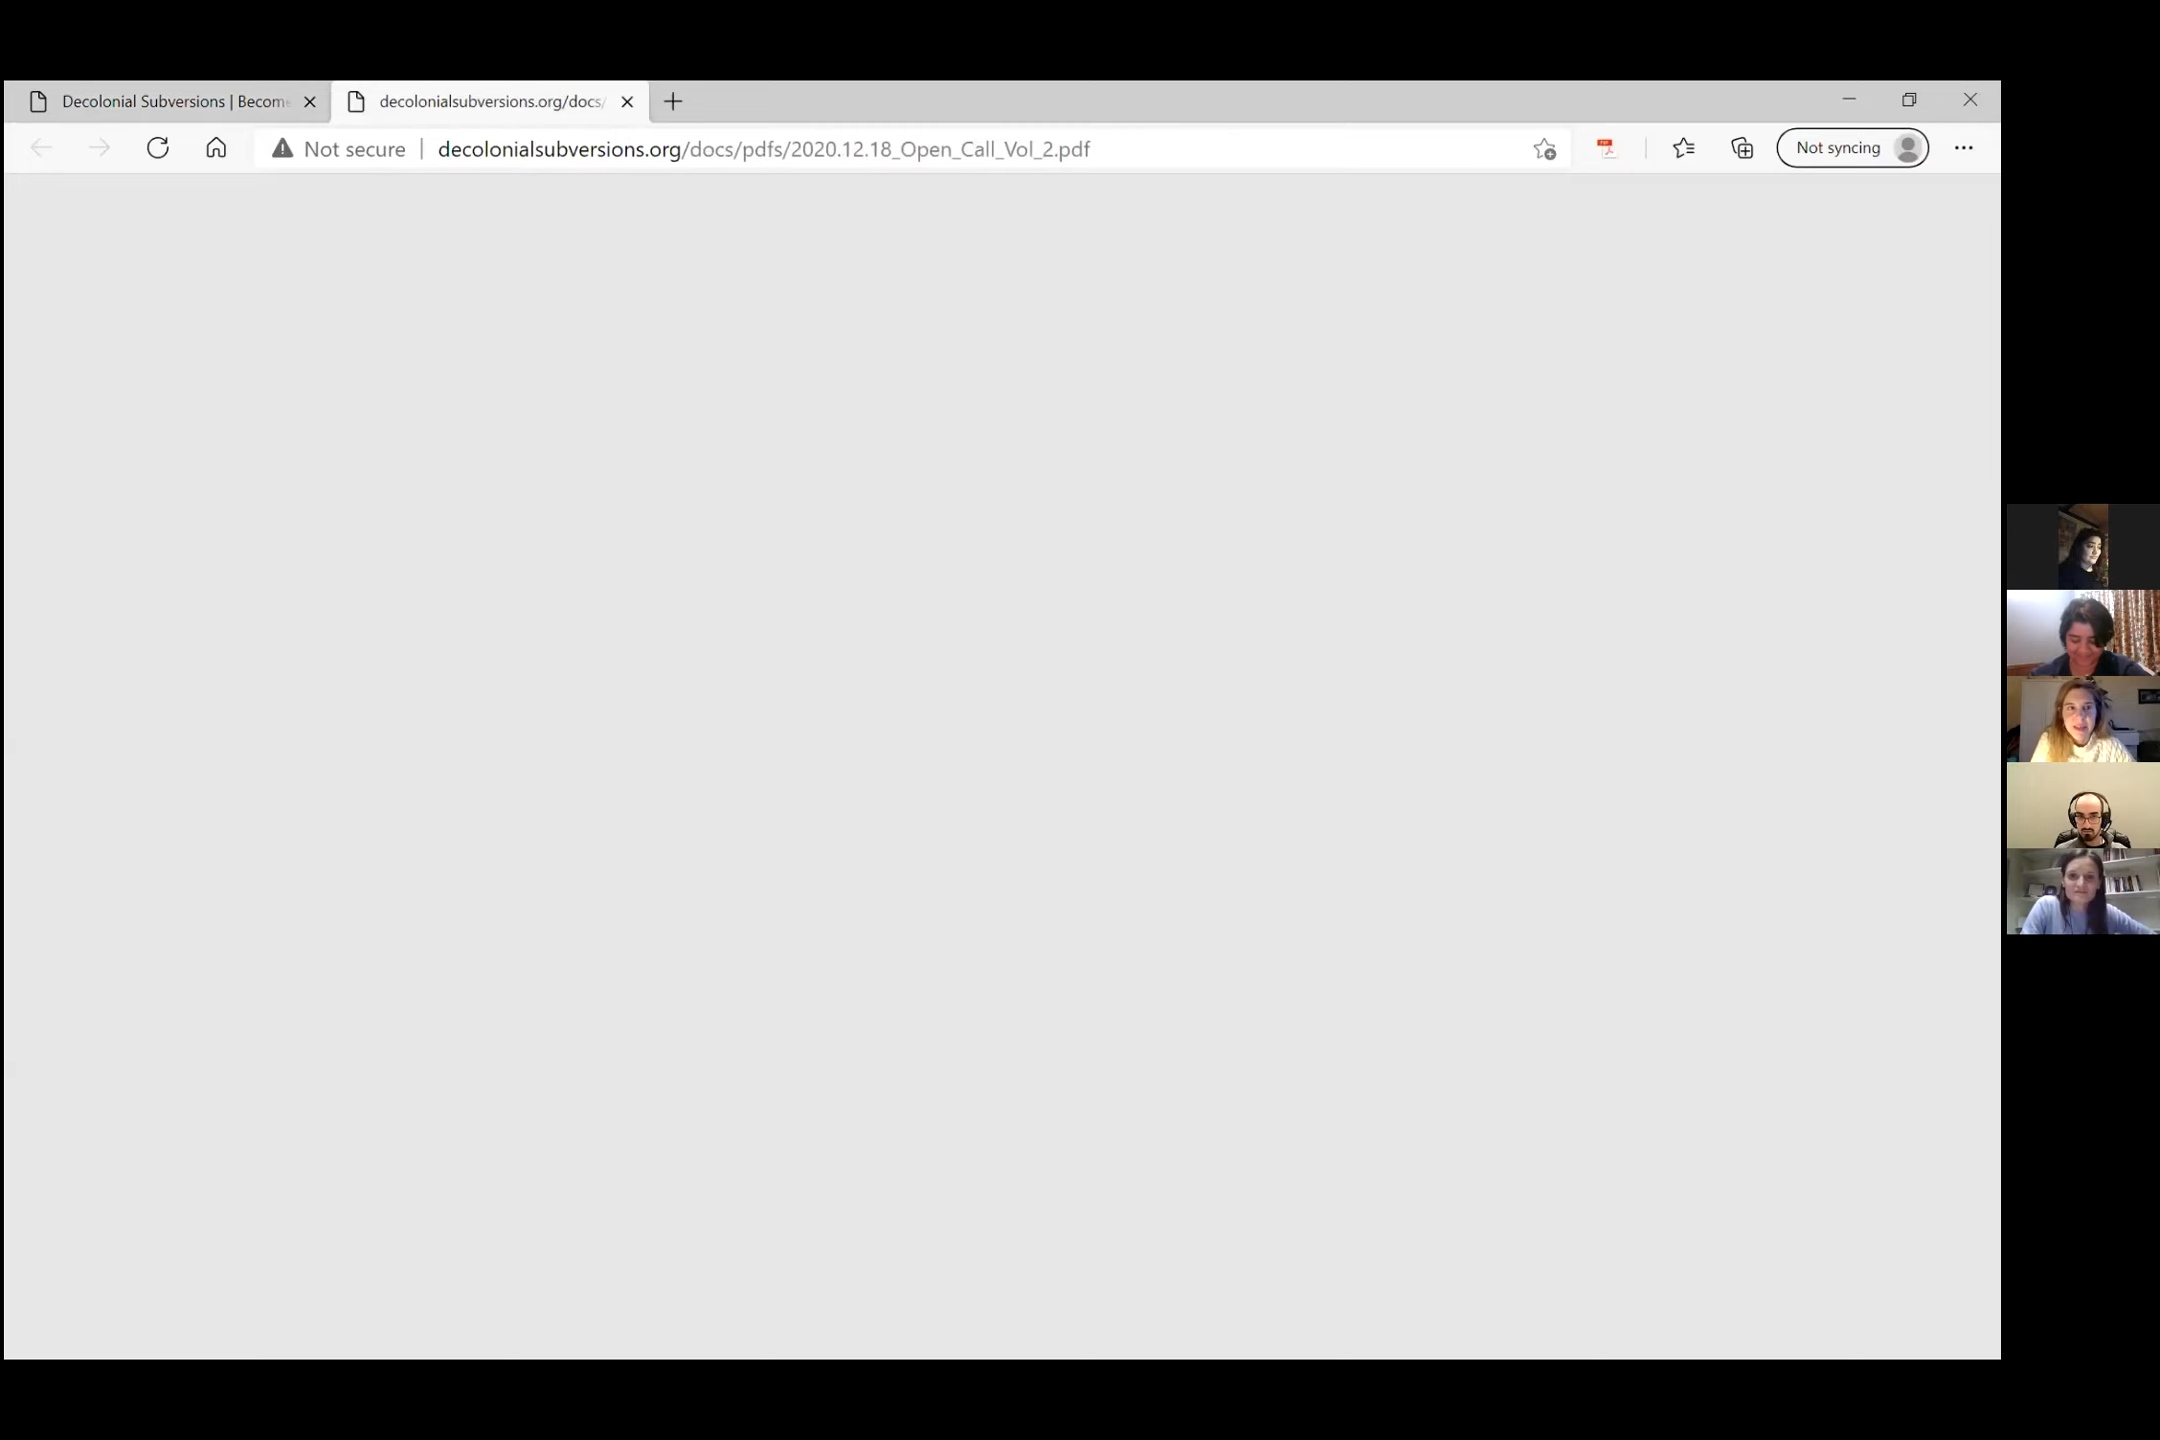 Decolonial Subversions | Becom
decolonialsubversions.org/docs/
Not secure | decolonialsubversions.org/docs/pdfs/2020.12.18_Open_Call_Vol_2.pdf
Not syncing